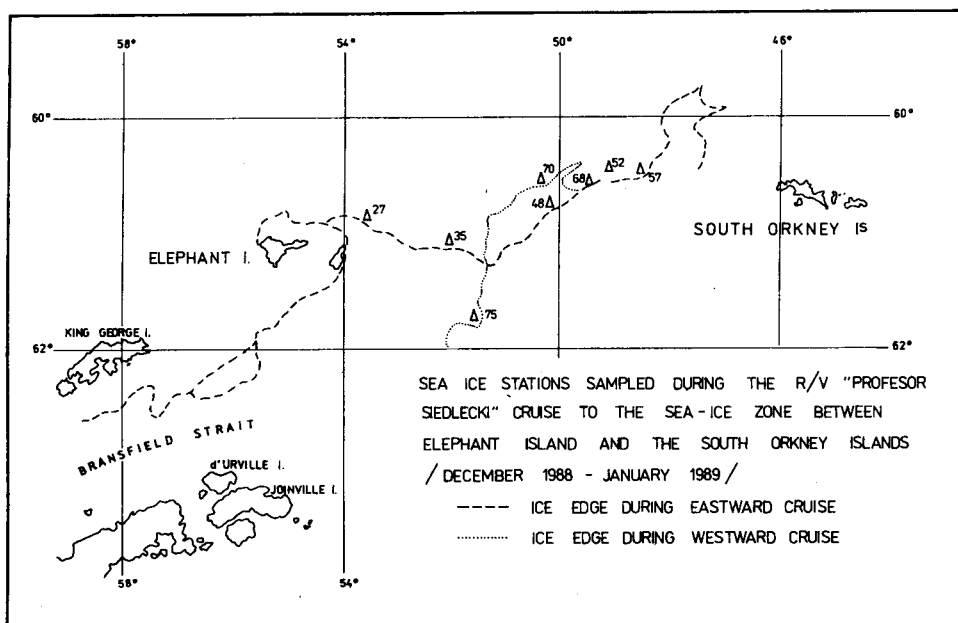 58°
54°
50°
46°
60°
60°
70
52
68
57
48
27
35
SOUTH ORKNEY IS
ELEPHANT I.
75
KING GEORGE I.
62°
62°
SEA ICE STATIONS SAMPLED DURING THE R/V "PROFESOR
SIEDLECKI" CRUISE TO THE SEA-ICE ZONE BETWEEN
ELEPHANT ISLAND AND THE SOUTH ORKNEY ISLANDS
/DECEMBER 1988 - JANUARY 1989/
BRANSFIELD STRAIT
d'URVILLE I.
JOINVILLE I.
ICE EDGE DURING EASTWARD CRUISE
ICE EDGE DURING WESTWARD CRUISE
58°
54°